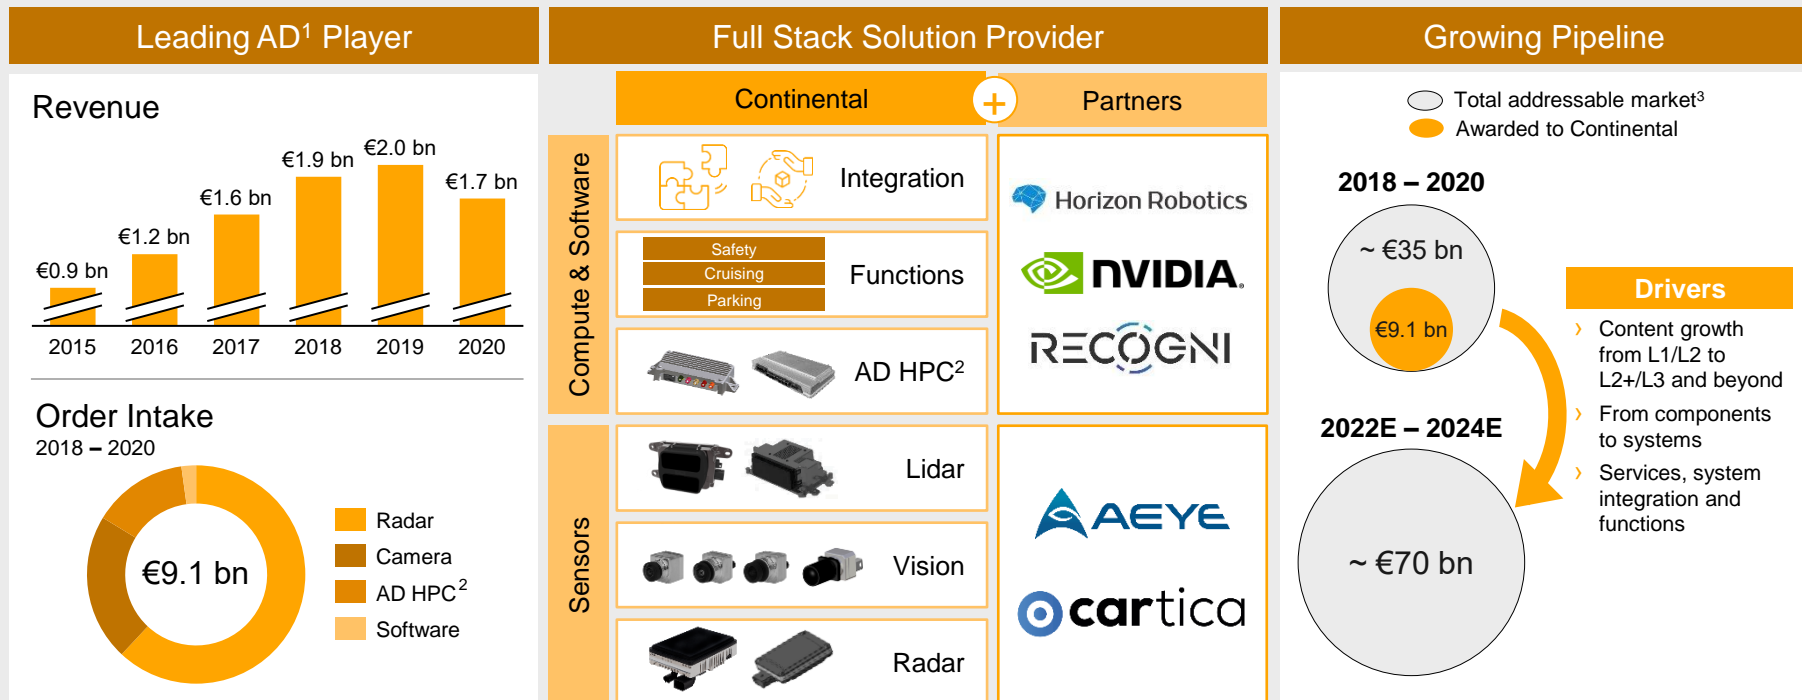 Leading AD¹ Player
Revenue
€0.9 bn
€1.2 bn
€1.6 bn
€1.9 bn
€2.0 bn
€1.7 bn
2015 2016 2017 2018 2019 2020
Order Intake
2018 – 2020
€9.1 bn
Radar
Camera
AD HPC²
Software
Full Stack Solution Provider
Continental + Partners
Compute & Software
Integration
Safety
Cruising
Parking
Functions
AD HPC²
Horizon Robotics
NVIDIA.
RECOGNI
Sensors
Lidar
Vision
Radar
AEYE
cartica
Growing Pipeline
Total addressable market³
Awarded to Continental
2018 – 2020
~ €35 bn
€9.1 bn
2022E – 2024E
~ €70 bn
Drivers
› Content growth
from L1/L2 to
L2+/L3 and beyond
› From components
to systems
› Services, system
integration and
functions